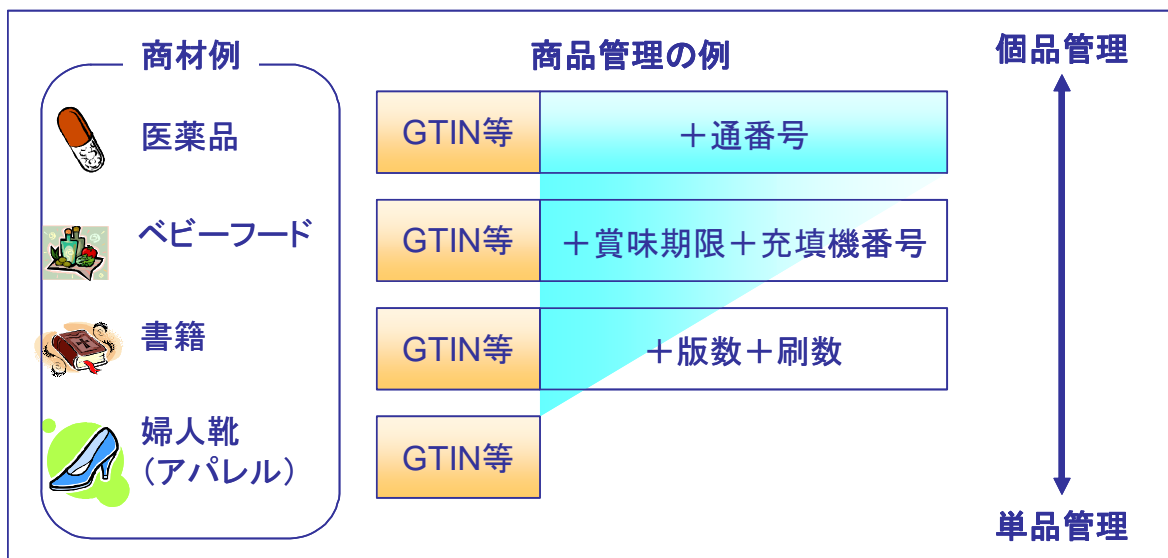 商材例
商品管理の例
個品管理
医薬品
GTIN等
＋通番号
ベビーフード
GTIN等
＋賞味期限＋充填機番号
書籍
GTIN等
＋版数＋刷数
婦人靴
（アパレル）
GTIN等
単品管理